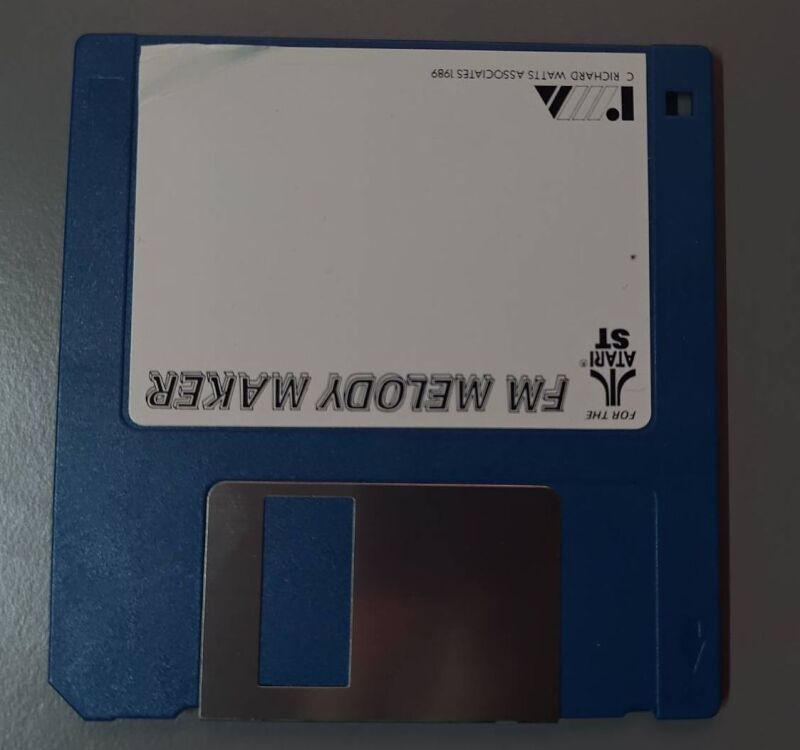 FOR THE
ATARI®
ST
FM MELODY MAKER
C RICHARD WATTS ASSOCIATES 1989